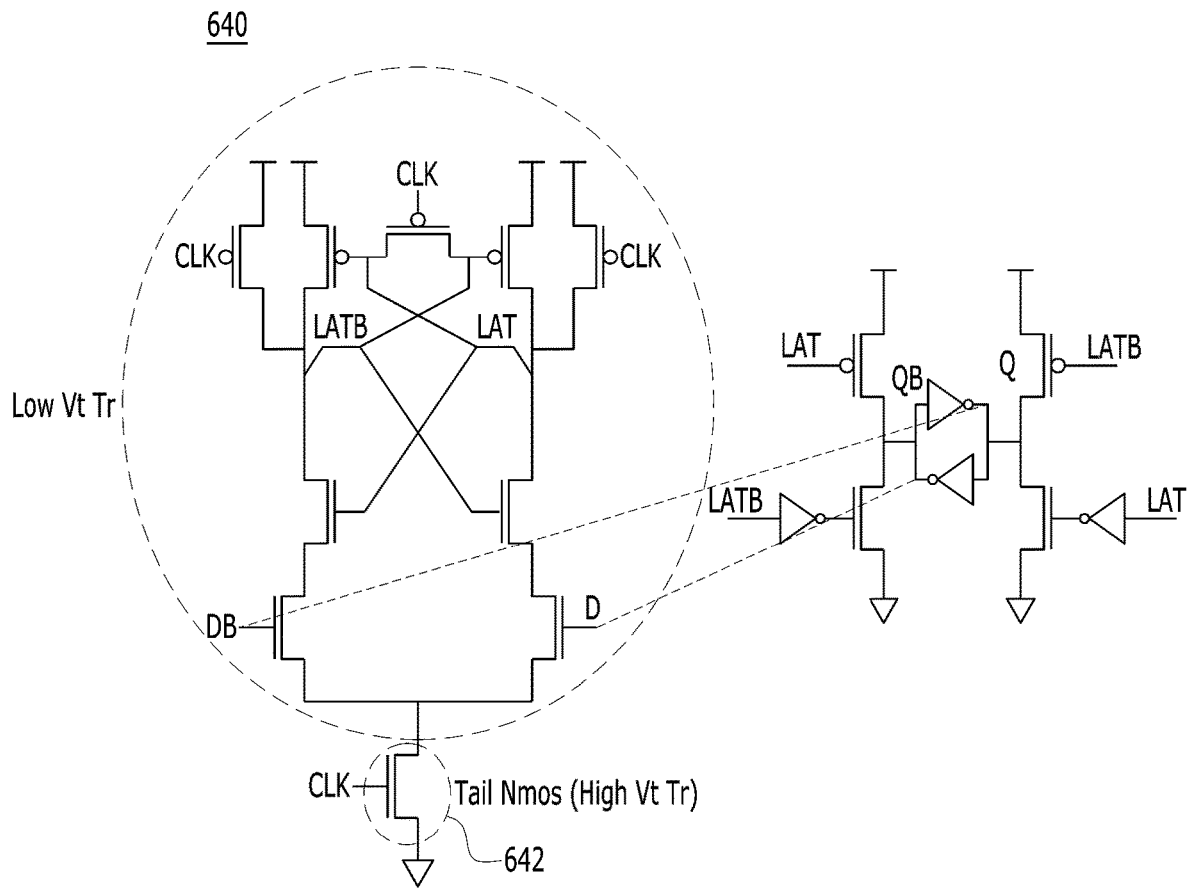 640
CLK
CLK
CLK
LATB
LAT
Low Vt Tr
LAT
Q
LATB
QB
LATB
LAT
DB
D
CLK
Tail Nmos (High Vt Tr)
642